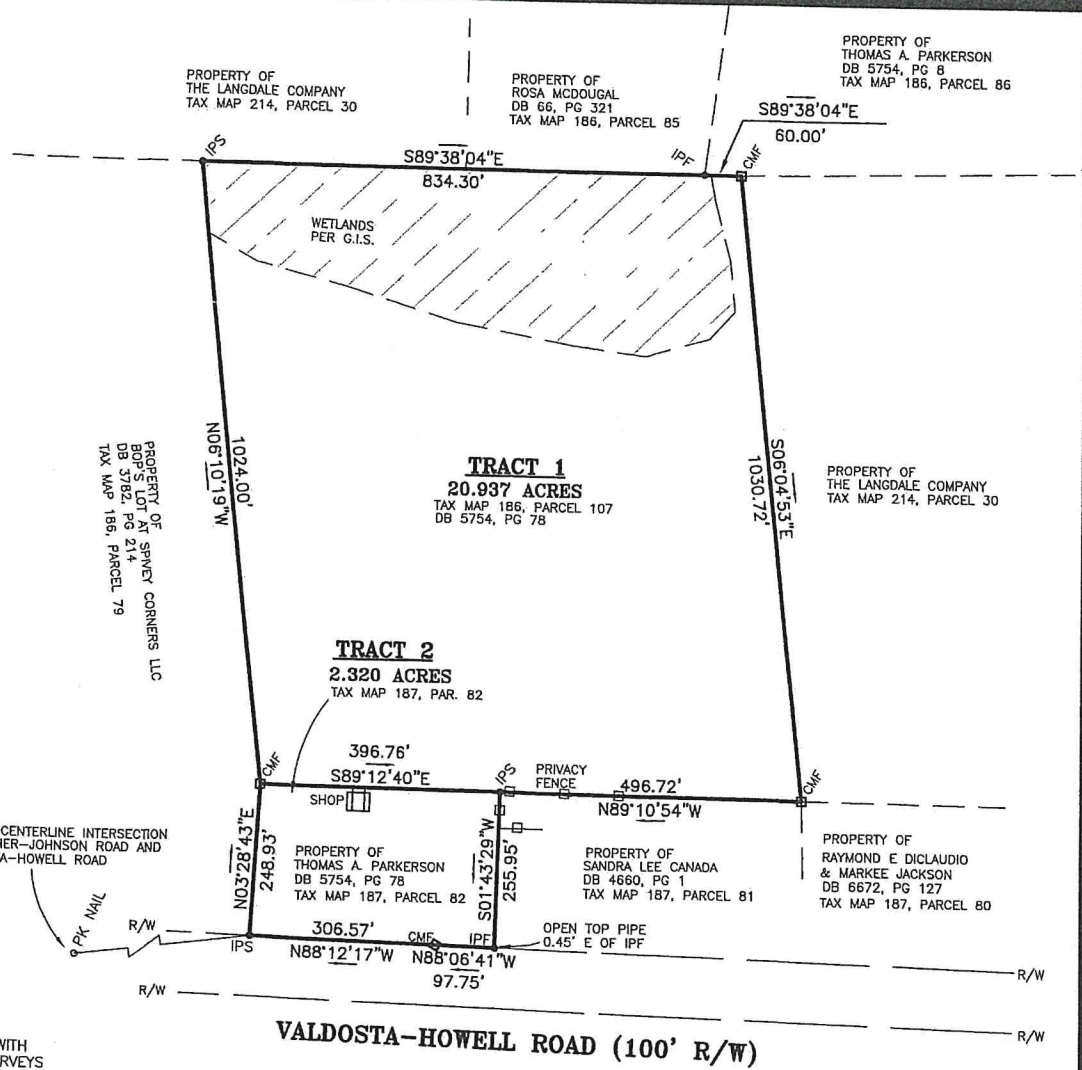 PROPERTY OF
THE LANGDALE COMPANY
TAX MAP 214, PARCEL 30
PROPERTY OF
ROSA MCDOUGAL
DB 66, PG 321
TAX MAP 186, PARCEL 85
PROPERTY OF
THOMAS A. PARKERSON
DB 5754, PG 8
TAX MAP 186, PARCEL 86
S89°38'04"E
60.00'
IPS
S89°38'04"E
834.30'
IPF
CMF
WETLANDS
PER G.I.S.
N06°10'19"W
1024.00'
PROPERTY OF
BOP'S LOT AT SPIVEY CORNERS LLC
DB 3782, PG 214
TAX MAP 186, PARCEL 79
TRACT 1
20.937 ACRES
TAX MAP 186, PARCEL 107
DB 5754, PG 78
S06°04'53"E
1030.72'
PROPERTY OF
THE LANGDALE COMPANY
TAX MAP 214, PARCEL 30
TRACT 2
2.320 ACRES
TAX MAP 187, PAR. 82
CMF
396.76'
S89°12'40"E
IPS
PRIVACY
FENCE
496.72'
N89°10'54"W
CMF
SHOP
CENTERLINE INTERSECTION
ER-JOHNSON ROAD AND
A-HOWELL ROAD
N03°28'43"E
248.93'
PROPERTY OF
THOMAS A. PARKERSON
DB 5754, PG 78
TAX MAP 187, PARCEL 82
S01°43'29"W
255.95'
PROPERTY OF
SANDRA LEE CANADA
DB 4660, PG 1
TAX MAP 187, PARCEL 81
PROPERTY OF
RAYMOND E DICLAUDIO
& MARKEE JACKSON
DB 6672, PG 127
TAX MAP 187, PARCEL 80
PK NAIL
R/W
IPS
306.57'
N88°12'17"W
CMF
IPF
N88°06'41"W
97.75'
OPEN TOP PIPE
0.45' E OF IPF
R/W
R/W
R/W
VALDOSTA-HOWELL ROAD (100' R/W)
WITH
RVEYS